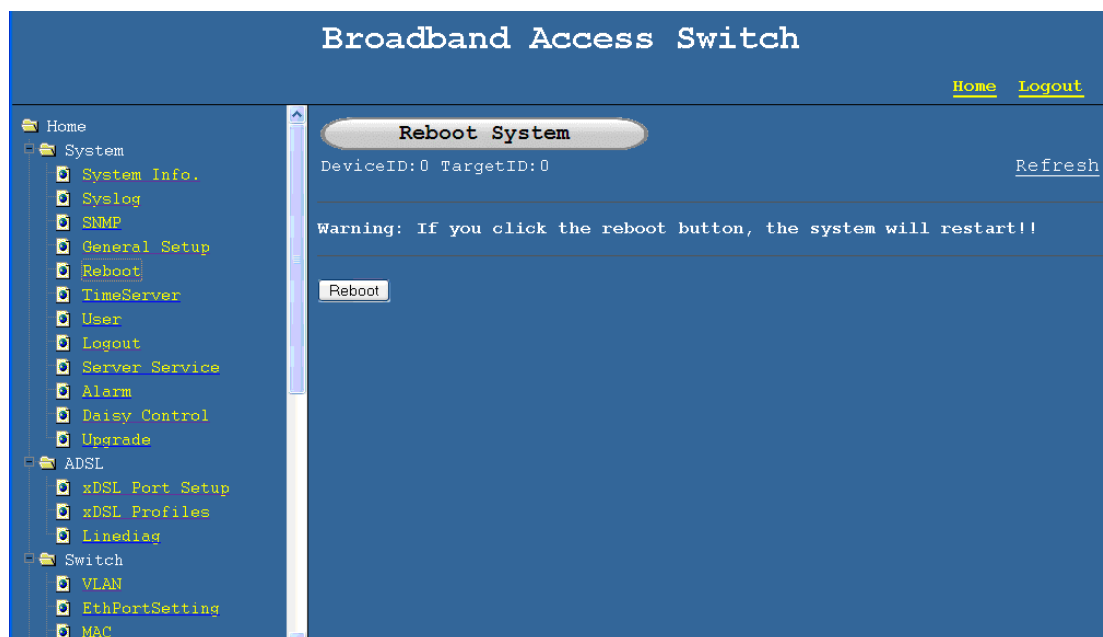 Broadband Access Switch
Home Logout
Home
System
System Info.
Syslog
SNMP
General Setup
Reboot
TimeServer
User
Logout
Server Service
Alarm
Daisy Control
Upgrade
ADSL
xDSL Port Setup
xDSL Profiles
Linediag
Switch
VLAN
EthPortSetting
MAC
Reboot System
DeviceID:0 TargetID:0
Refresh
Warning: If you click the reboot button, the system will restart!!
Reboot